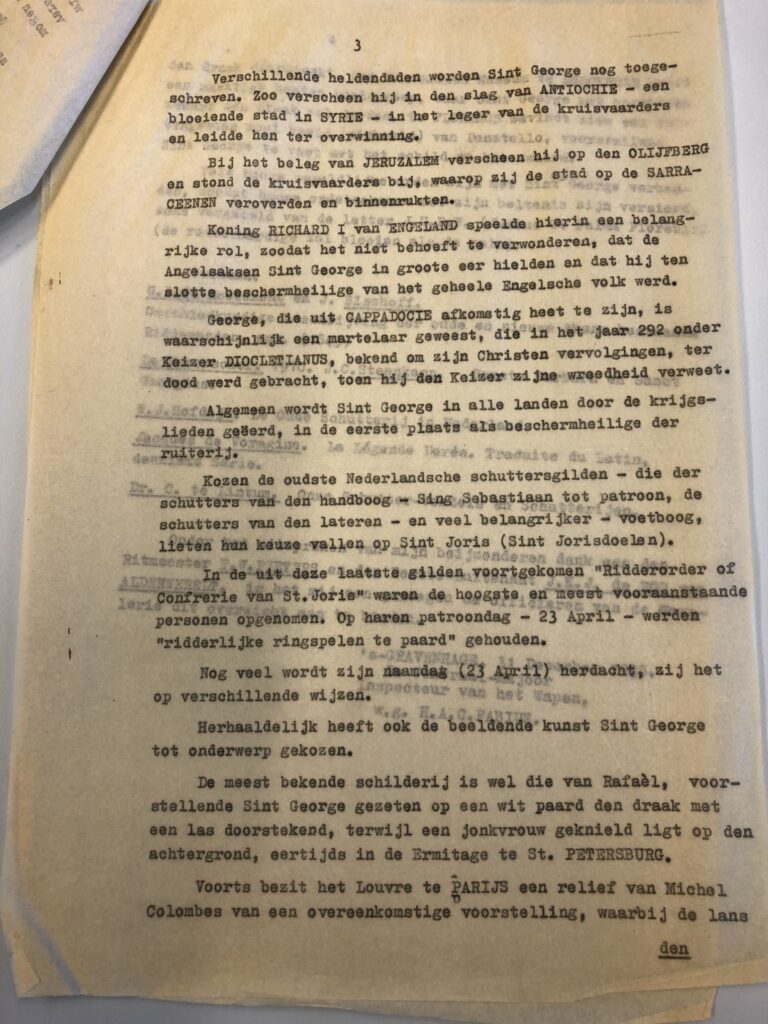 3
Verschillende heldendaden worden Sint George nog toege-
schreven. Zoo verscheen hij in den slag van ANTIOCHIE - een
bloeiende stad in SYRIE - in het leger van de kruisvaarders
en leidde hen ter overwinning.
Bij het beleg van JERUZALEM verscheen hij op den OLIJFBERG
en stond de kruisvaarders bij, waarop zij de stad op de SARRA-
CEENEN veroverden en binnenrukten.
Koning RICHARD I van ENGELAND speelde hierin een belang-
rijke rol, zoodat het niet behoeft te verwonderen, dat de
Angelsaksen Sint George in groote eer hielden en dat hij ten
slotte beschermheilige van het geheele Engelsche volk werd.
George, die uit CAPPADOCIE afkomstig heet te zijn, is
waarschijnlijk een martelaar geweest, die in het jaar 292 onder
Keizer DIOCLETIANUS, bekend om zijn Christen vervolgingen, ter
dood werd gebracht, toen hij den Keizer zijne wreedheid verweet.
Algemeen wordt Sint George in alle landen door de krijgs-
lieden geëerd, in de eerste plaats als beschermheilige der
ruiterij.
Kozen de oudste Nederlandsche schuttersgilden - die der
schutters van den handboog - Sing Sebastiaan tot patroon, de
schutters van den lateren - en veel belangrijker - voetboog,
lieten hun keuze vallen op Sint Joris (Sint Jorisdoelen).
In de uit deze laatste gilden voortgekomen "Ridderorder of
Confrerie van St.Joris" waren de hoogste en meest vooraanstaande
personen opgenomen. Op haren patroondag - 23 April - werden
"ridderlijke ringspelen te paard" gehouden.
Nog veel wordt zijn naamdag (23 April) herdacht, zij het
op verschillende wijzen.
Herhaaldelijk heeft ook de beeldende kunst Sint George
tot onderwerp gekozen.
De meest bekende schilderij is wel die van Rafaèl, voor-
stellende Sint George gezeten op een wit paard den draak met
een las doorstekend, terwijl een jonkvrouw geknield ligt op den
achtergrond, eertijds in de Ermitage te St. PETERSBURG.
Voorts bezit het Louvre te PARIJS een relief van Michel
Colombes van een overeenkomstige voorstelling, waarbij de lans
den